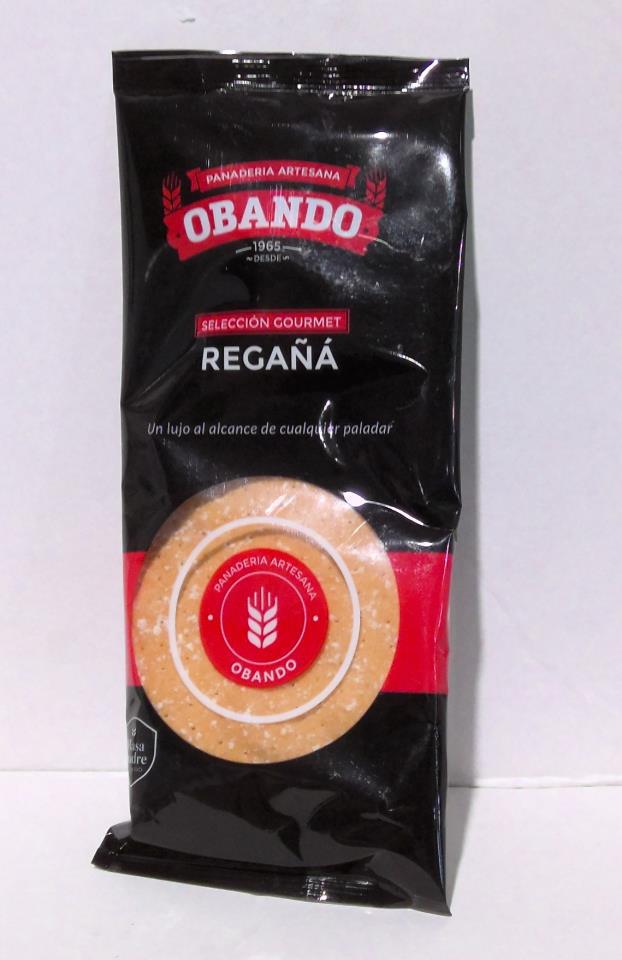 PANADERIA ARTESANA
OBANDO
1965
DESDE
SELECCIÓN GOURMET
REGAÑÁ
Un lujo al alcance de cualquier paladar
PANADERIA ARTESANA
OBANDO